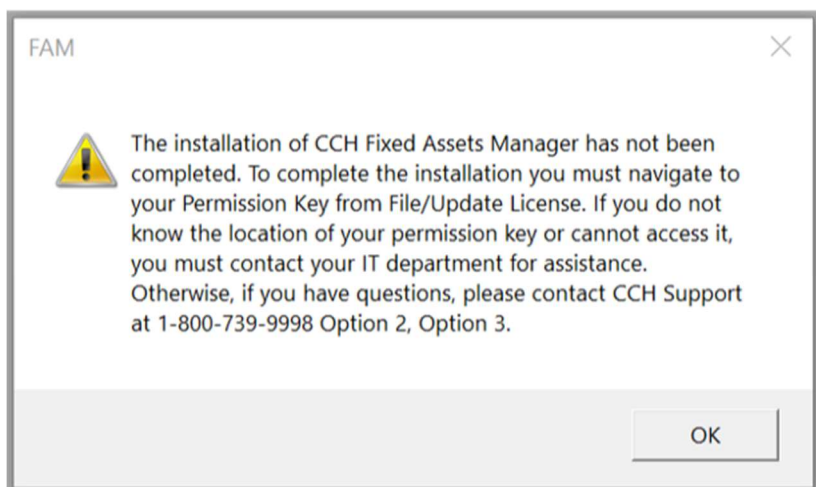 FAM
The installation of CCH Fixed Assets Manager has not been
completed. To complete the installation you must navigate to
your Permission Key from File/Update License. If you do not
know the location of your permission key or cannot access it,
you must contact your IT department for assistance.
Otherwise, if you have questions, please contact CCH Support
at 1-800-739-9998 Option 2, Option 3.
OK